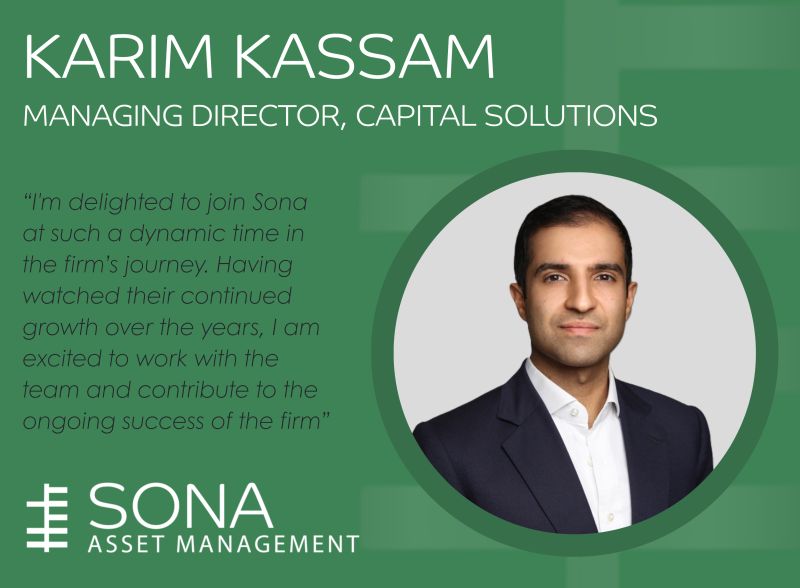 KARIM KASSAM
MANAGING DIRECTOR, CAPITAL SOLUTIONS
“I'm delighted to join Sona
at such a dynamic time in
the firm's journey. Having
watched their continued
growth over the years, I am
excited to work with the
team and contribute to the
ongoing success of the firm”
SONA
ASSET MANAGEMENT